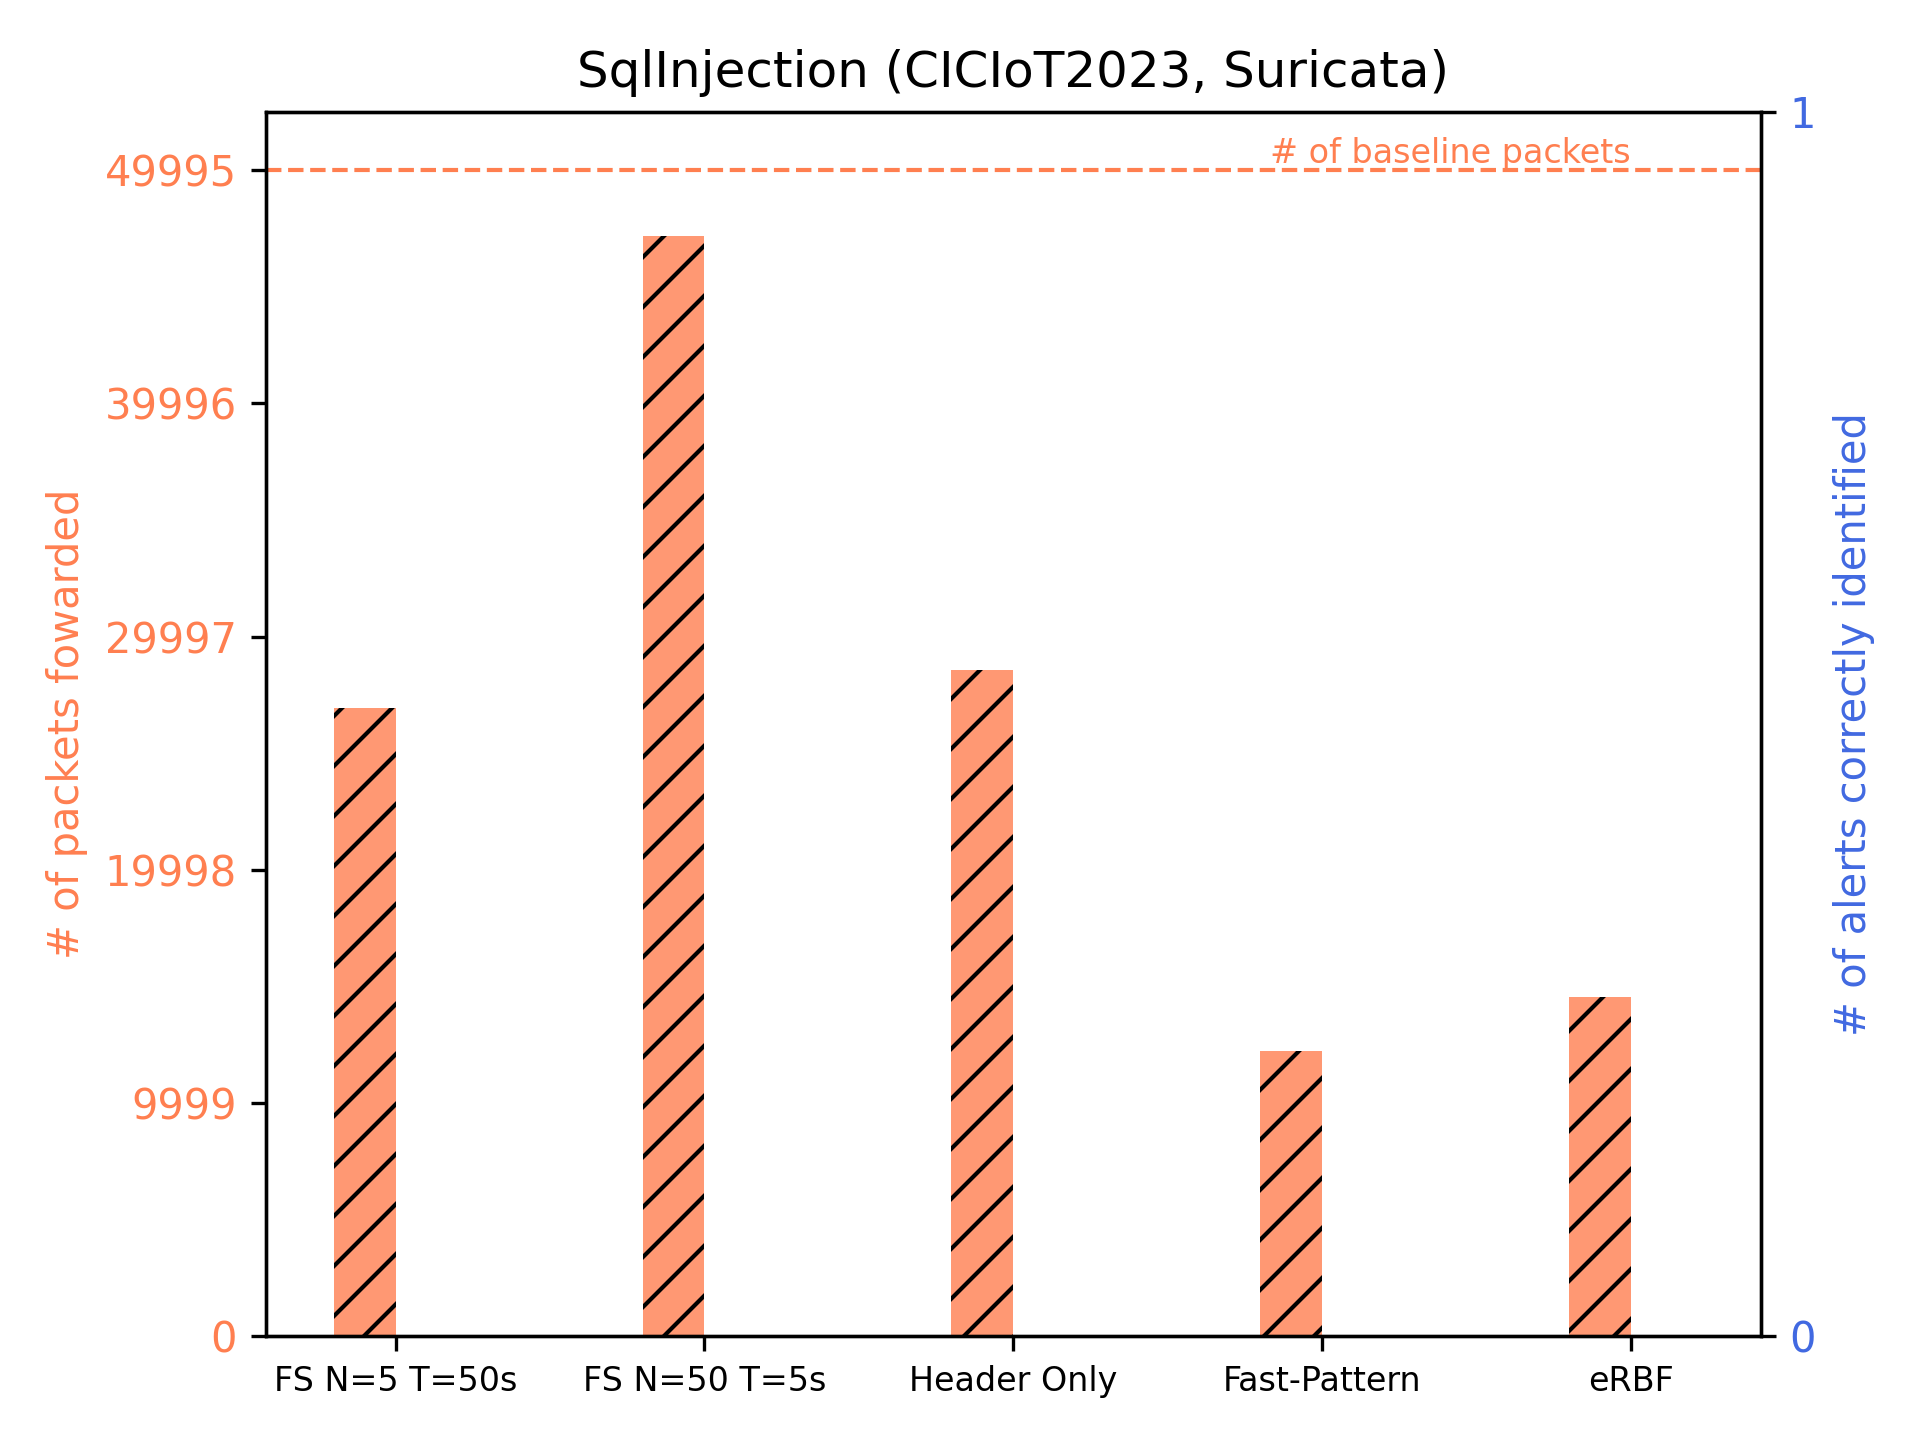 SqlInjection (CICIoT2023, Suricata)
# of baseline packets
49995
39996
29997
19998
9999
0
# of packets fowarded
1
0
# of alerts correctly identified
FS N=5 T=50s
FS N=50 T=5s
Header Only
Fast-Pattern
eRBF